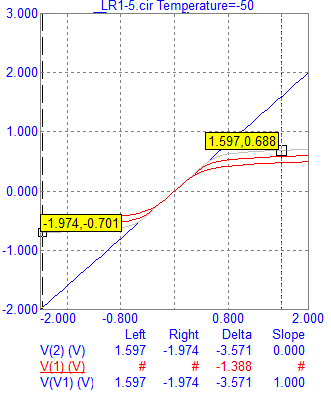 _LR1-5.cir Temperature=-50
3.000
2.000
1.000
1.597,0.688
0.000
-1.974,-0.701
-1.000
-2.000
-2.000 -0.800 0.800 2.000
Left Right Delta Slope
V(2) (V) 1.597 -1.974 -3.571 0.000
V(1) (V) # # -1.388 #
V(V1) (V) 1.597 -1.974 -3.571 1.000